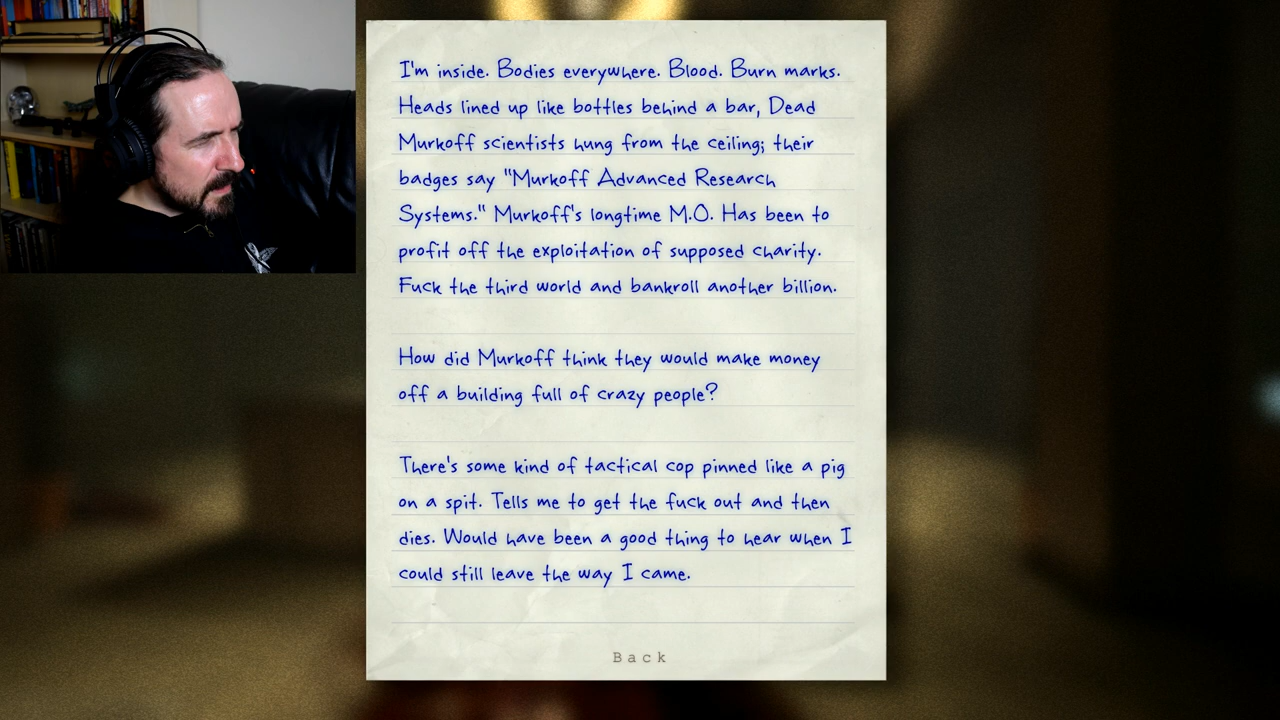 I'm inside. Bodies everywhere. Blood. Burn marks.
Heads lined up like bottles behind a bar, Dead
Murkoff scientists hung from the ceiling; their
badges say "Murkoff Advanced Research
Systems." Murkoff's longtime M.O. Has been to
profit off the exploitation of supposed charity.
Fuck the third world and bankroll another billion.
How did Murkoff think they would make money
off a building full of crazy people?
There's some kind of tactical cop pinned like a pig
on a spit. Tells me to get the fuck out and then
dies. Would have been a good thing to hear when I
could still leave the way I came.
Back